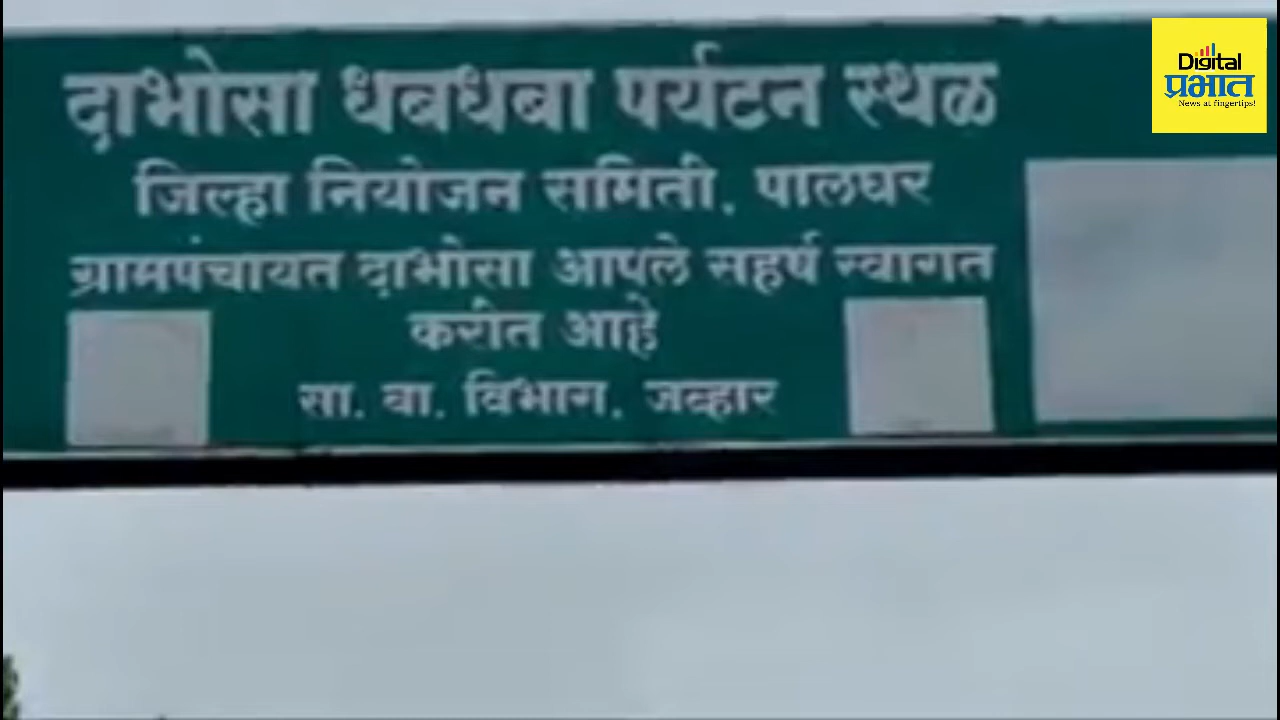 दाभोसा धबधबा पर्यटन स्थळ
जिल्हा नियोजन समिती, पालघर
ग्रामपंचायत दाभोसा आपले सहर्ष स्वागत
करीत आहे
सा. बा. विभाग, जव्हार
Digital
प्रभात
News at fingertips!